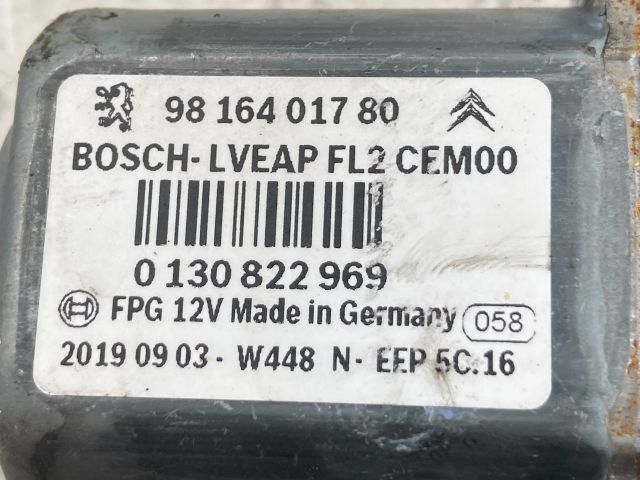 98 164 017 80
BOSCH- LVEAP FL2 CEM00
0 130 822 969
FPG 12V Made in Germany 058
2019 09 03 - W448 N- EEP 5C.16